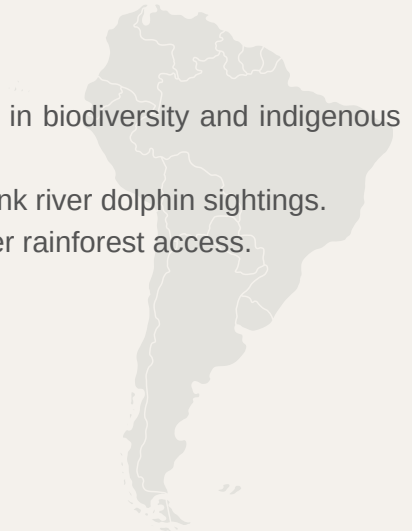 in biodiversity and indigenous
nk river dolphin sightings.
er rainforest access.